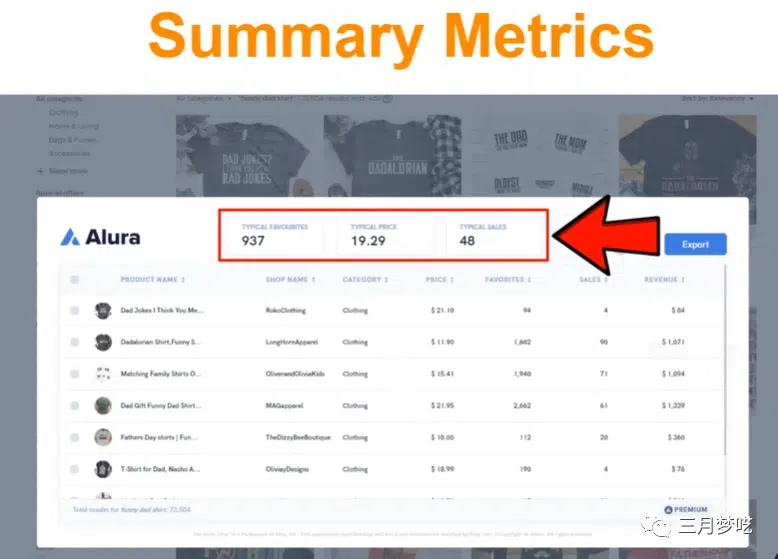 Summary Metrics
All categories
Clothing
Home & Living
Bags & Purses
Accessories
+ Show more
Special offers
DAD JOKES?
RAD JOKES
DADALORIAN
THE DAD
THE MOM
OLDEST
MIDDLE
THE
DADALORIAN
Alura
TYPICAL FAVOURITES
937
TYPICAL PRICE
19.29
TYPICAL SALES
48
Export
PRODUCT NAME SHOP NAME CATEGORY PRICE FAVORITES SALES REVENUE
Dad Jokes I Think You Me... RokoClothing Clothing $ 21.10 94 4 $ 84
Dadalorian Shirt,Funny S... LongHornApparel Clothing $ 11.90 1,602 90 $ 1,071
Matching Family Shirts O... OliverandOliviaKids Clothing $ 15.41 1,940 71 $ 1,094
Dad Gift Funny Dad Shirt... MAGapparel Clothing $ 21.95 2,662 61 $ 1,339
Fathers Day shirts | Fun... TheDizzyBeeBoutique Clothing $ 18.00 112 20 $ 360
T-Shirt for Dad, Nacho A... OliviayDesigns Clothing $ 18.99 190 4 $ 76
Total results for funny dad shirt: 73,504
PREMIUM
三月梦呓